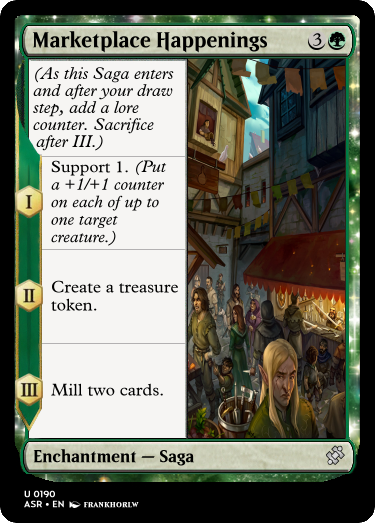 Marketplace Happenings 3
(As this Saga enters
and after your draw
step, add a lore
counter. Sacrifice
after III.)
I
Support 1. (Put
a +1/+1 counter
on each of up to
one target
creature.)
II
Create a treasure
token.
III
Mill two cards.
Enchantment — Saga
U 0190
ASR • EN FRANKHORLW